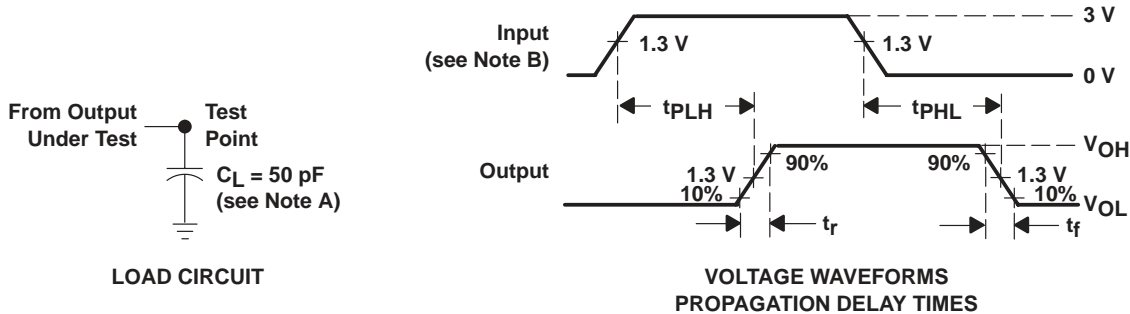 From Output
Under Test
Test
Point
CL = 50 pF
(see Note A)
LOAD CIRCUIT
Input
(see Note B)
1.3 V
1.3 V
3 V
0 V
tPLH
tPHL
Output
90%
90%
VOH
1.3 V
1.3 V
10%
10%
VOL
tr
tf
VOLTAGE WAVEFORMS
PROPAGATION DELAY TIMES